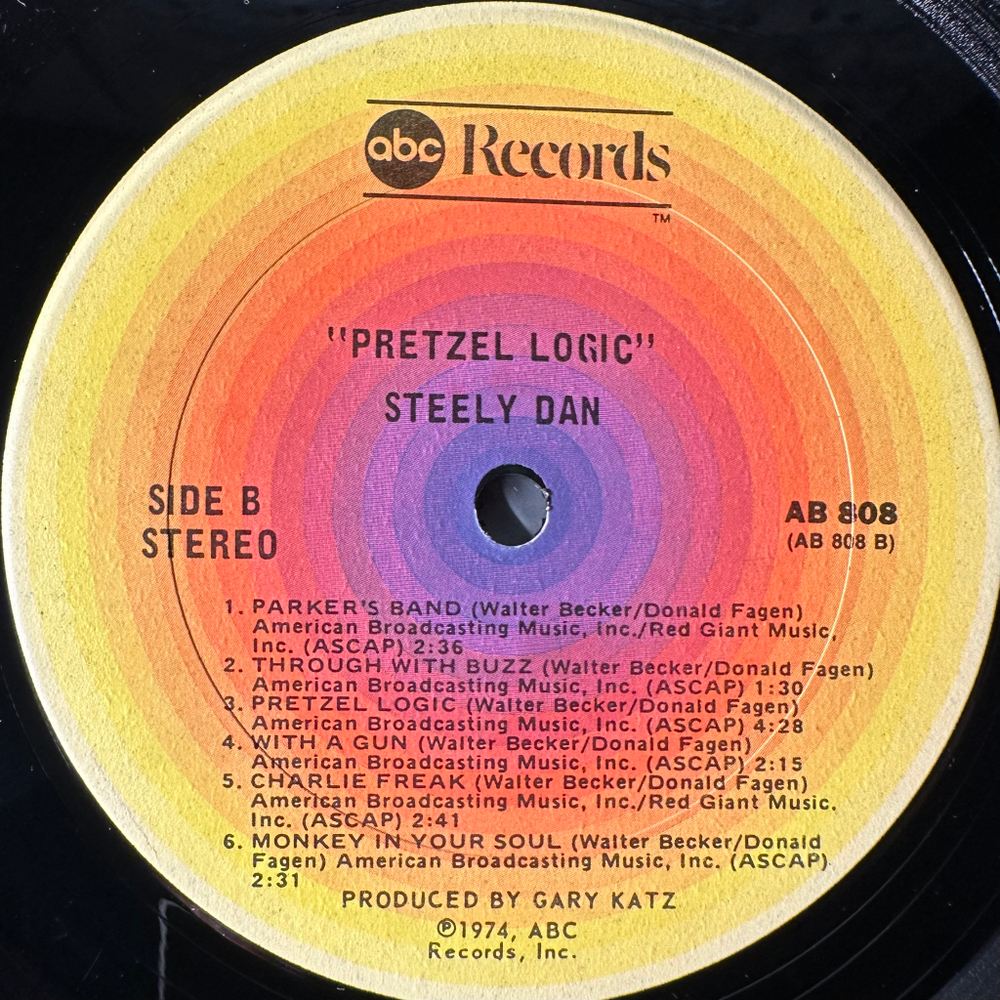 abc Records
TM
"PRETZEL LOGIC"
STEELY DAN
SIDE B
STEREO
AB 808
(AB 808 B)
1. PARKER'S BAND (Walter Becker/Donald Fagen)
American Broadcasting Music, Inc./Red Giant Music,
Inc. (ASCAP) 2:36
2. THROUGH WITH BUZZ (Walter Becker/Donald Fagen)
American Broadcasting Music, Inc. (ASCAP) 1:30
3. PRETZEL LOGIC (Walter Becker/Donald Fagen)
American Broadcasting Music, Inc. (ASCAP) 4:28
4. WITH A GUN (Walter Becker/Donald Fagen)
American Broadcasting Music, Inc. (ASCAP) 2:15
5. CHARLIE FREAK (Walter Becker/Donald Fagen)
American Broadcasting Music, Inc./Red Giant Music.
Inc. (ASCAP) 2:41
6. MONKEY IN YOUR SOUL (Walter Becker/Donald
Fagen) American Broadcasting Music, Inc. (ASCAP)
2:31
PRODUCED BY GARY KATZ
℗1974, ABC
Records, Inc.